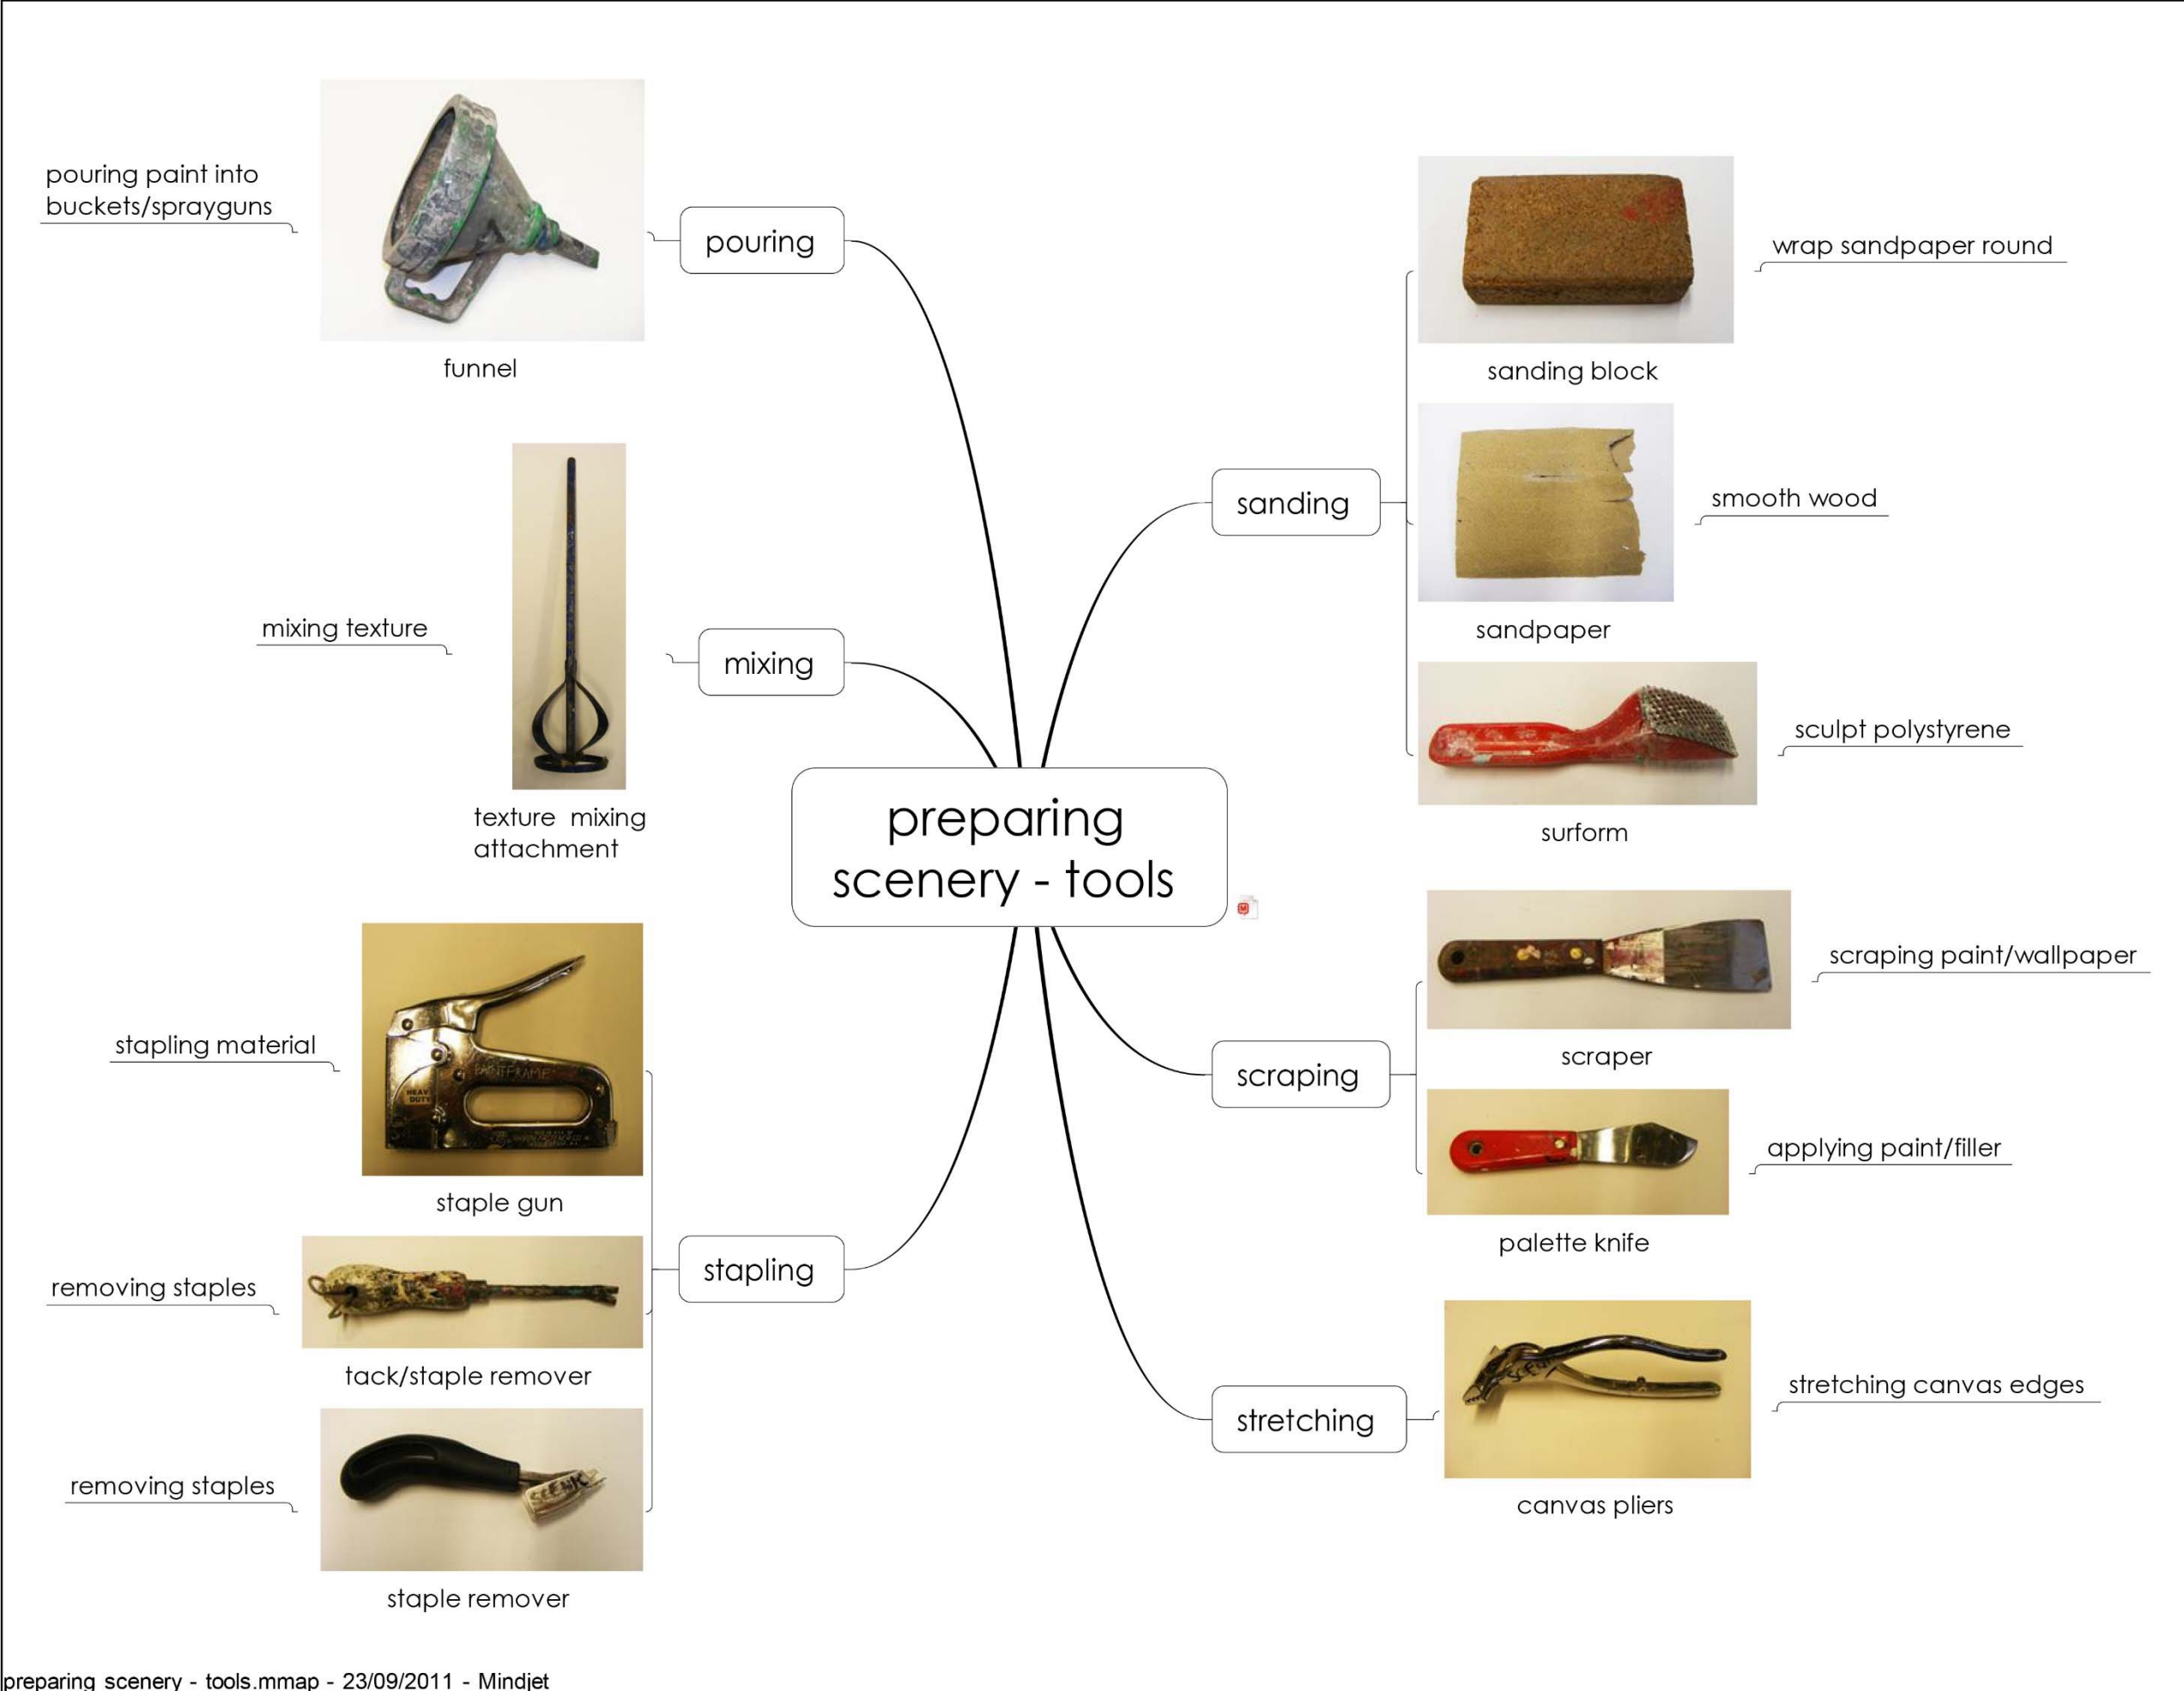 preparing
scenery - tools
sanding
sanding block
wrap sandpaper round
sandpaper
smooth wood
surform
sculpt polystyrene
scraping
scraper
scraping paint/wallpaper
palette knife
applying paint/filler
stretching
canvas pliers
stretching canvas edges
pouring
funnel
pouring paint into
buckets/sprayguns
mixing
texture mixing
attachment
mixing texture
stapling
PAINTFRAME
HEAVY
DUTY
staple gun
stapling material
tack/staple remover
removing staples
staple remover
removing staples
preparing scenery - tools.mmap - 23/09/2011 - Mindjet